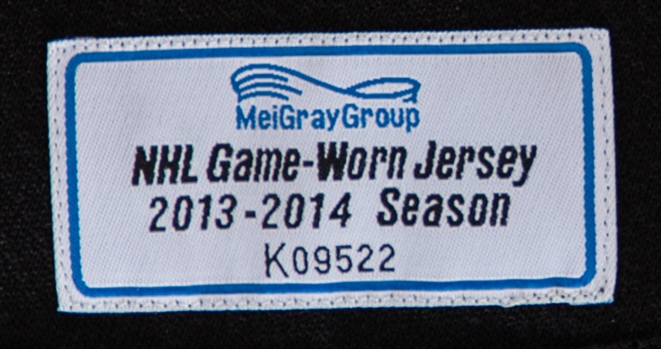 MeiGrayGroup
NHL Game-Worn Jersey
2013-2014 Season
K09522